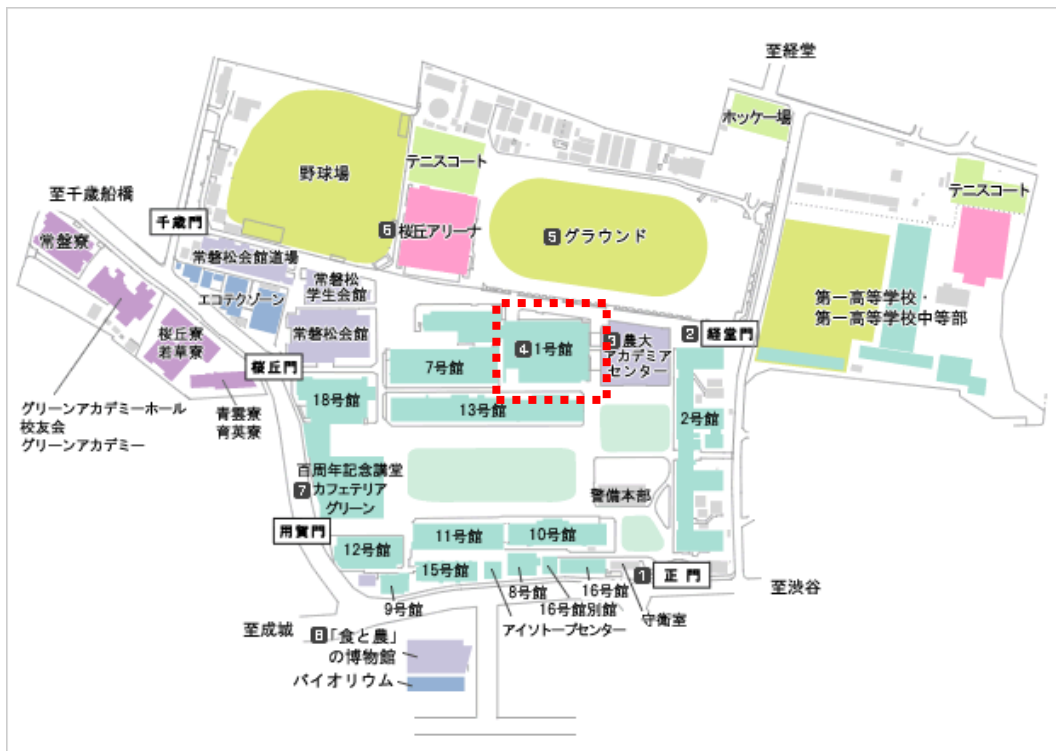 至経堂
ホッケー場
テニスコート
野球場
テニスコート
至千歳船橋
千歳門
6 桜丘アリーナ
5 グラウンド
常盤寮
常磐松会館道場
常磐松
学生会館
エコテクゾーン
第一高等学校・
第一高等学校中等部
桜丘寮
若草寮
常磐松会館
4 1号館
3 農大
アカデミア
センター
2 経堂門
桜丘門
7号館
18号館
13号館
2号館
グリーンアカデミーホール
校友会
グリーンアカデミー
青雲寮
育英寮
百周年記念講堂
7 カフェテリア
グリーン
警備本部
用賀門
12号館
11号館
10号館
15号館
9号館
8号館
16号館別館
16号館
1 正門
アイソトープセンター
守衛室
至渋谷
至成城
8 「食と農」
の博物館
バイオリウム